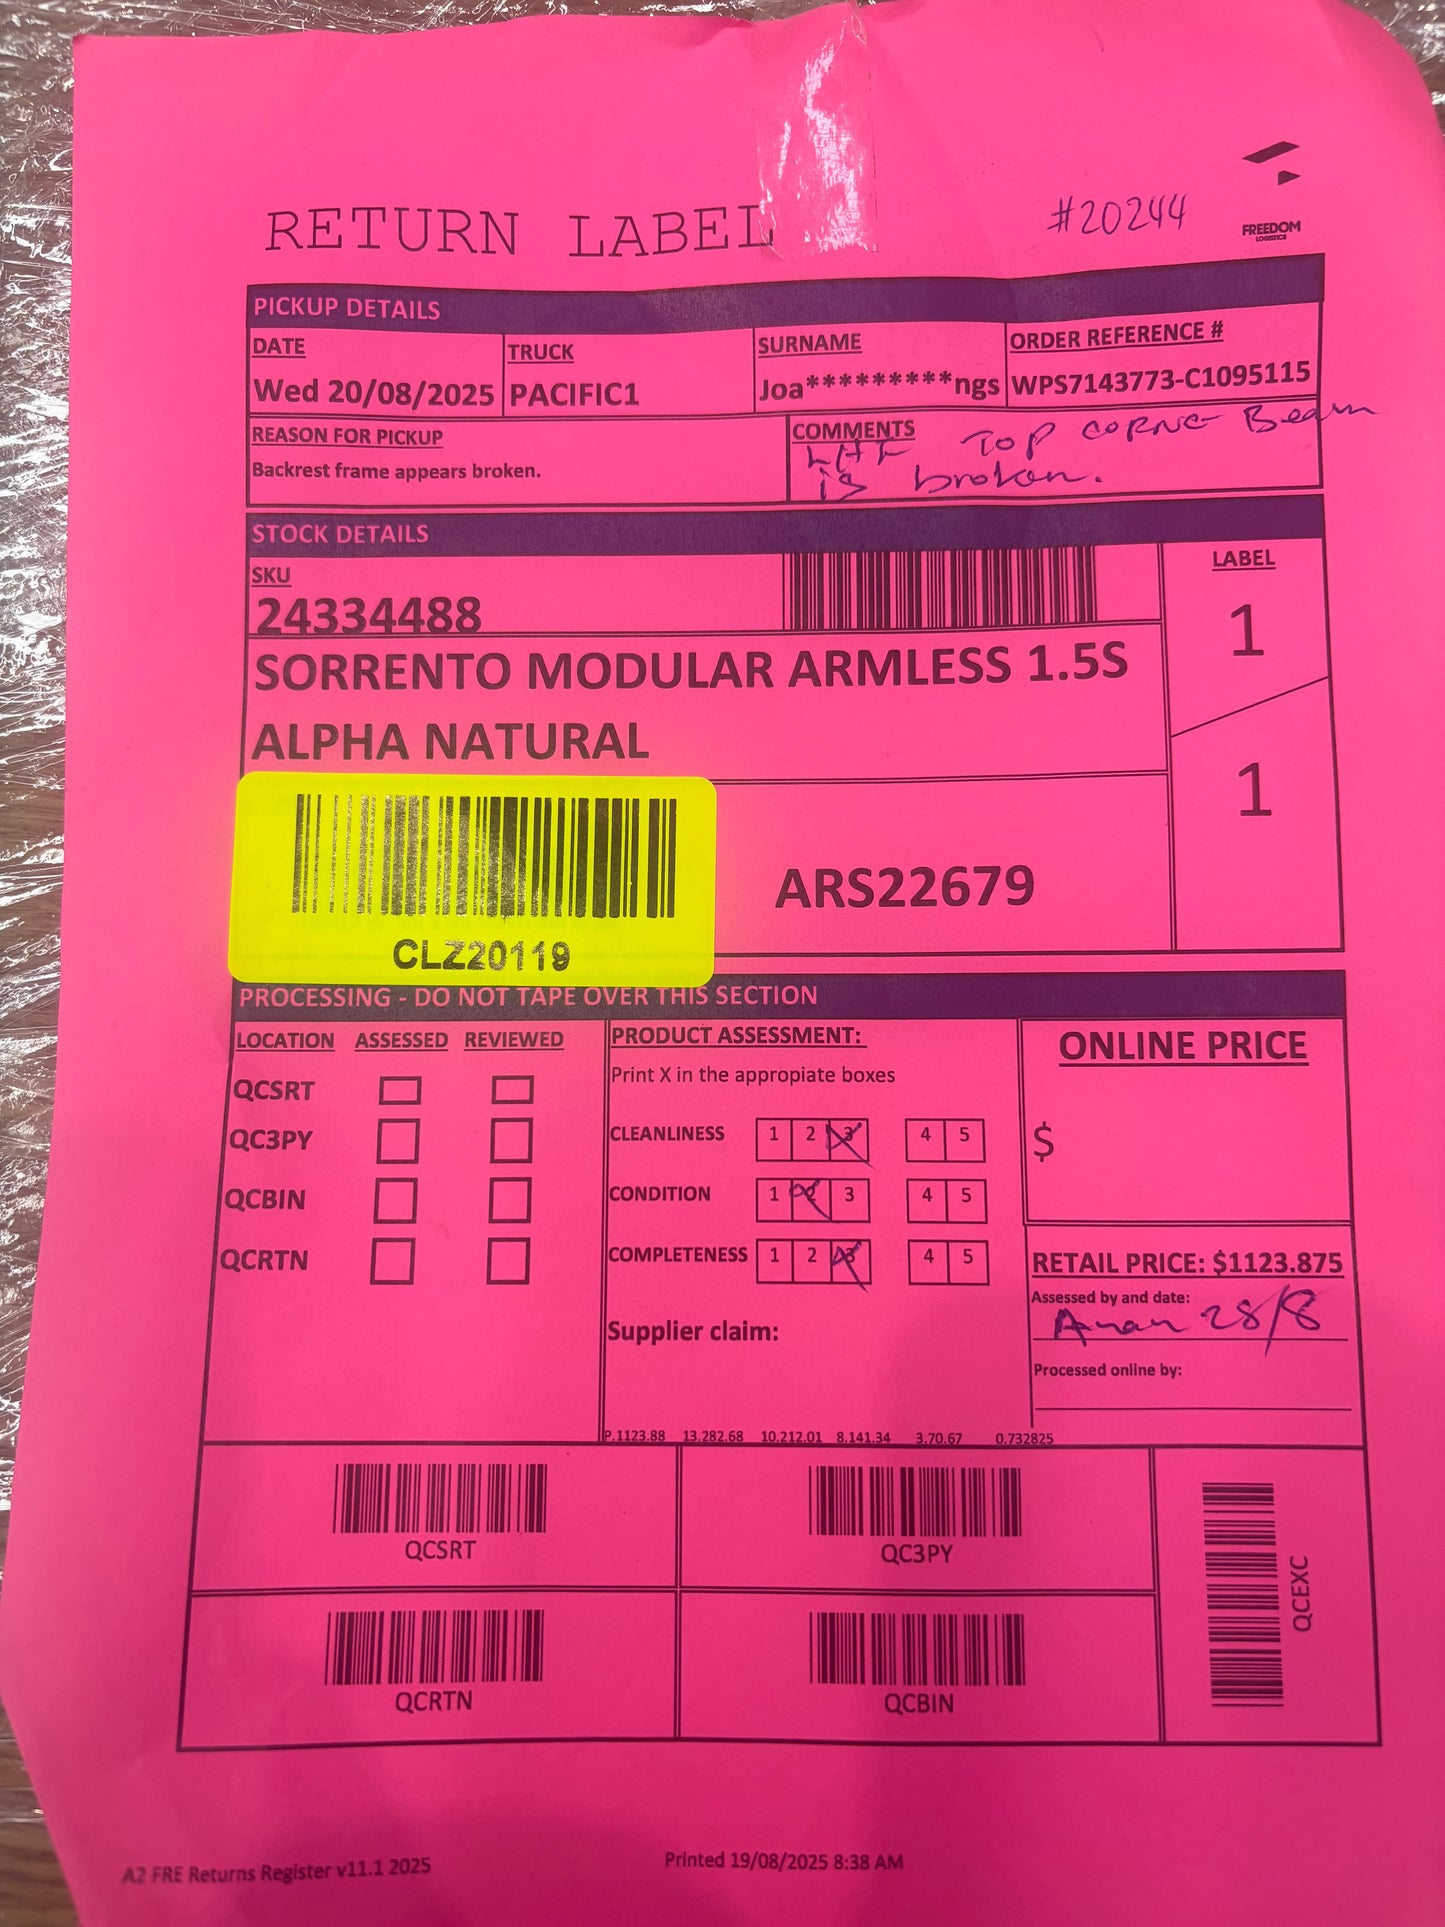 RETURN LABEL
#20244
FREEDOM
LOGISTICS
PICKUP DETAILS
DATE
TRUCK
SURNAME
ORDER REFERENCE #
Wed 20/08/2025
PACIFIC1
Joa*********ngs
WPS7143773-C1095115
REASON FOR PICKUP
Backrest frame appears broken.
COMMENTS
TOP CORNE Beam
is broken.
STOCK DETAILS
SKU
24334488
LABEL
1
1
SORRENTO MODULAR ARMLESS 1.5S
ALPHA NATURAL
CLZ20119
ARS22679
PROCESSING - DO NOT TAPE OVER THIS SECTION
LOCATION ASSESSED REVIEWED
QCSRT
QC3PY
QCBIN
QCRTN
PRODUCT ASSESSMENT:
Print X in the appropiate boxes
CLEANLINESS 1 2 3 4 5
CONDITION 1 2 3 4 5
COMPLETENESS 1 2 3 4 5
Supplier claim:
P.1123.88 13.282.68 10.212.01 8.141.34 3.70.67 0.732825
ONLINE PRICE
$
RETAIL PRICE: $1123.875
Assessed by and date:
28/8
Processed online by:
QCSRT
QC3PY
QCRTN
QCBIN
QCEXC
A2 FRE Returns Register v11.1 2025
Printed 19/08/2025 8:38 AM